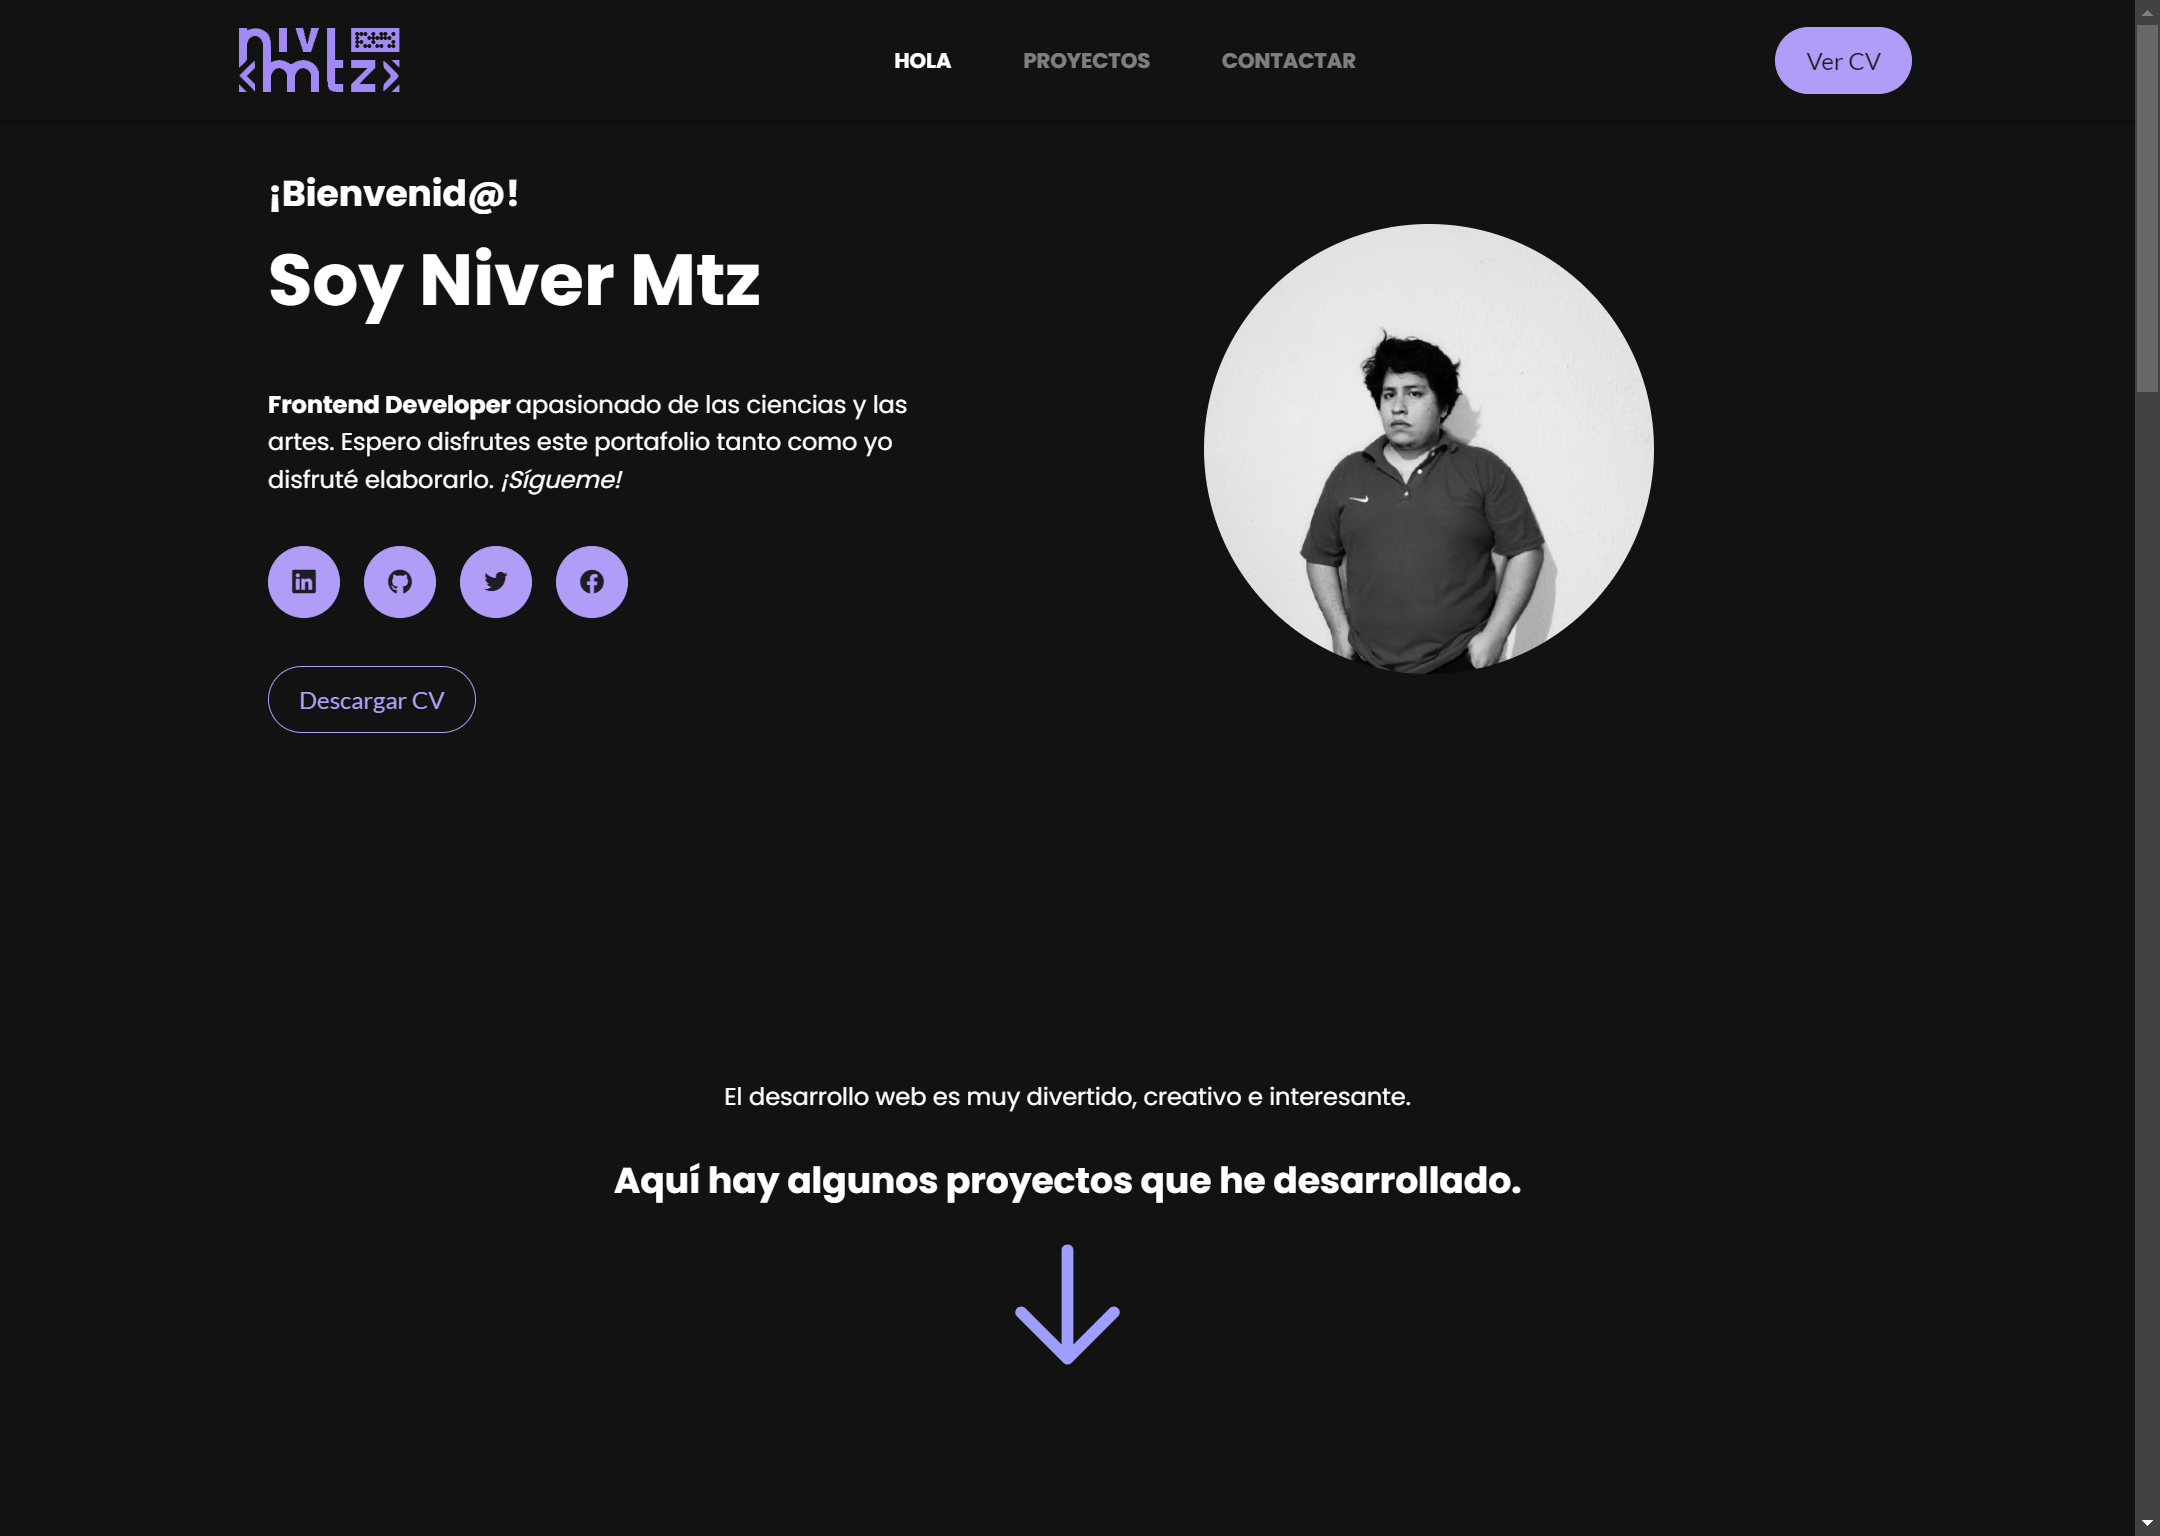 nivl
<mtz>
HOLA
PROYECTOS
CONTACTAR
Ver CV
¡Bienvenid@!
Soy Niver Mtz
Frontend Developer apasionado de las ciencias y las
artes. Espero disfrutes este portafolio tanto como yo
disfruté elaborarlo. ¡Sígueme!
Descargar CV
El desarrollo web es muy divertido, creativo e interesante.
Aquí hay algunos proyectos que he desarrollado.